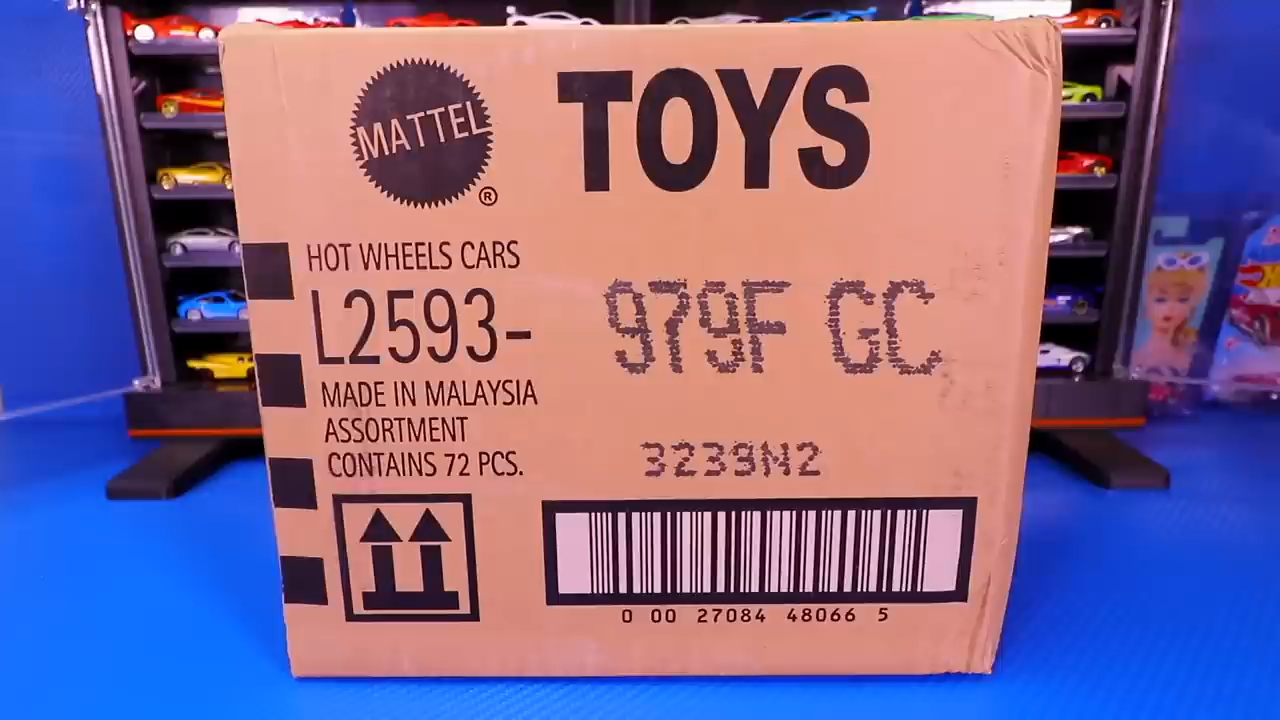 MATTEL ®
TOYS
HOT WHEELS CARS
L2593-
979F GC
MADE IN MALAYSIA
ASSORTMENT
CONTAINS 72 PCS.
3239M2
0 00 27084 48066 5